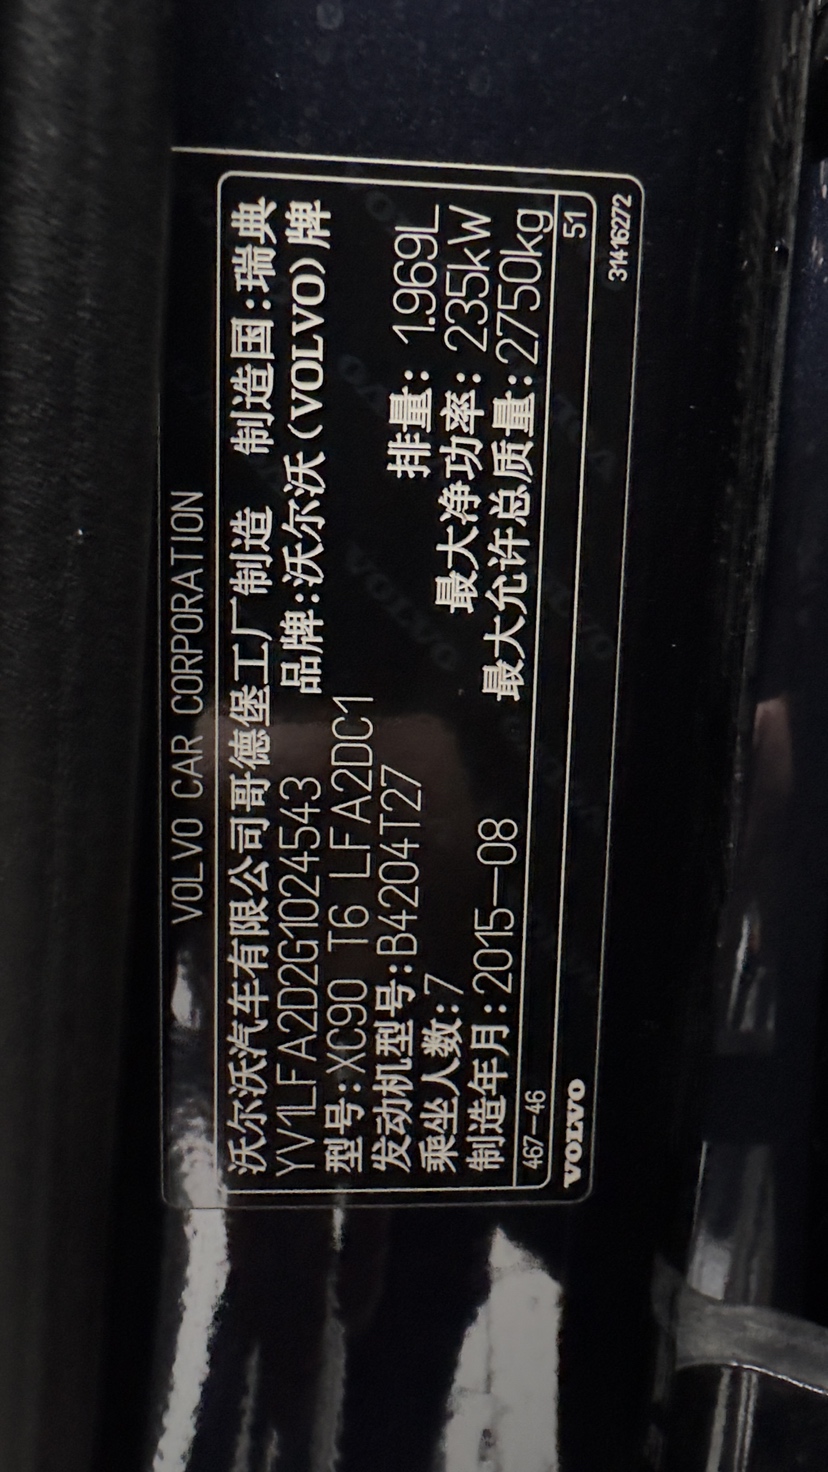 VOLVO CAR CORPORATION
沃尔沃汽车有限公司哥德堡工厂制造 制造国:瑞典
YV1LFA2D2G1024543 品牌:沃尔沃(VOLVO)牌
型号:XC90 T6 LFA2DC1
发动机型号:B4204T27 排量: 1.969L
乘坐人数:7 最大净功率: 235kW
制造年月:2015-08 最大允许总质量:2750kg
467-46 51
VOLVO 31416272